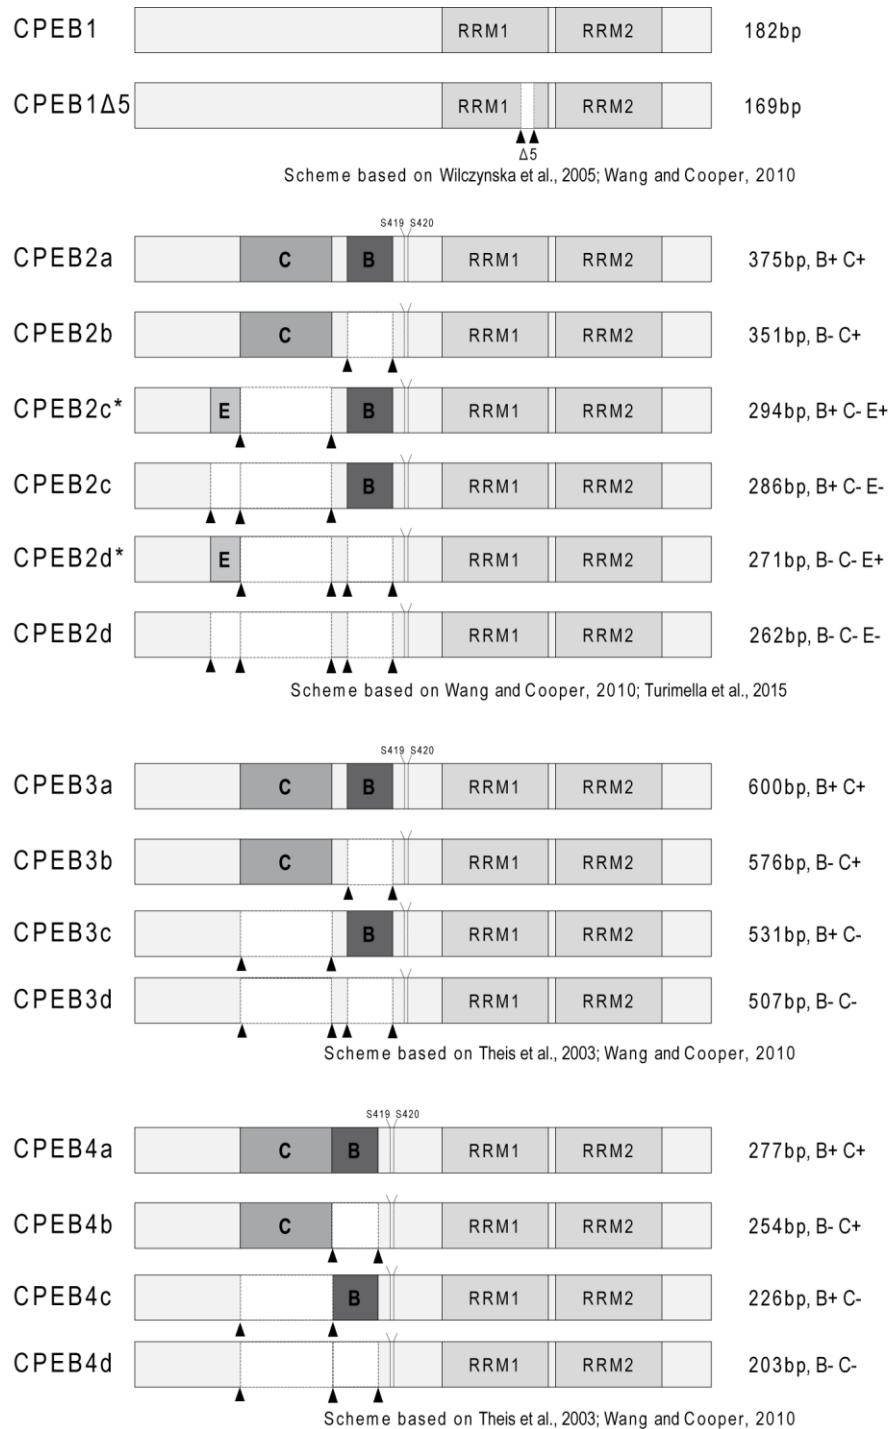 CPEB1 RRM1 RRM2 182bp
CPEB1Δ5 RRM1 RRM2 169bp
Δ5
Scheme based on Wilczynska et al., 2005; Wang and Cooper, 2010
S419 S420
CPEB2a C B RRM1 RRM2 375bp, B+ C+
CPEB2b C RRM1 RRM2 351bp, B- C+
CPEB2c* E B RRM1 RRM2 294bp, B+ C- E+
CPEB2c B RRM1 RRM2 286bp, B+ C- E-
CPEB2d* E RRM1 RRM2 271bp, B- C- E+
CPEB2d RRM1 RRM2 262bp, B- C- E-
Scheme based on Wang and Cooper, 2010; Turimella et al., 2015
S419 S420
CPEB3a C B RRM1 RRM2 600bp, B+ C+
CPEB3b C RRM1 RRM2 576bp, B- C+
CPEB3c B RRM1 RRM2 531bp, B+ C-
CPEB3d RRM1 RRM2 507bp, B- C-
Scheme based on Theis et al., 2003; Wang and Cooper, 2010
S419 S420
CPEB4a C B RRM1 RRM2 277bp, B+ C+
CPEB4b C RRM1 RRM2 254bp, B- C+
CPEB4c B RRM1 RRM2 226bp, B+ C-
CPEB4d RRM1 RRM2 203bp, B- C-
Scheme based on Theis et al., 2003; Wang and Cooper, 2010